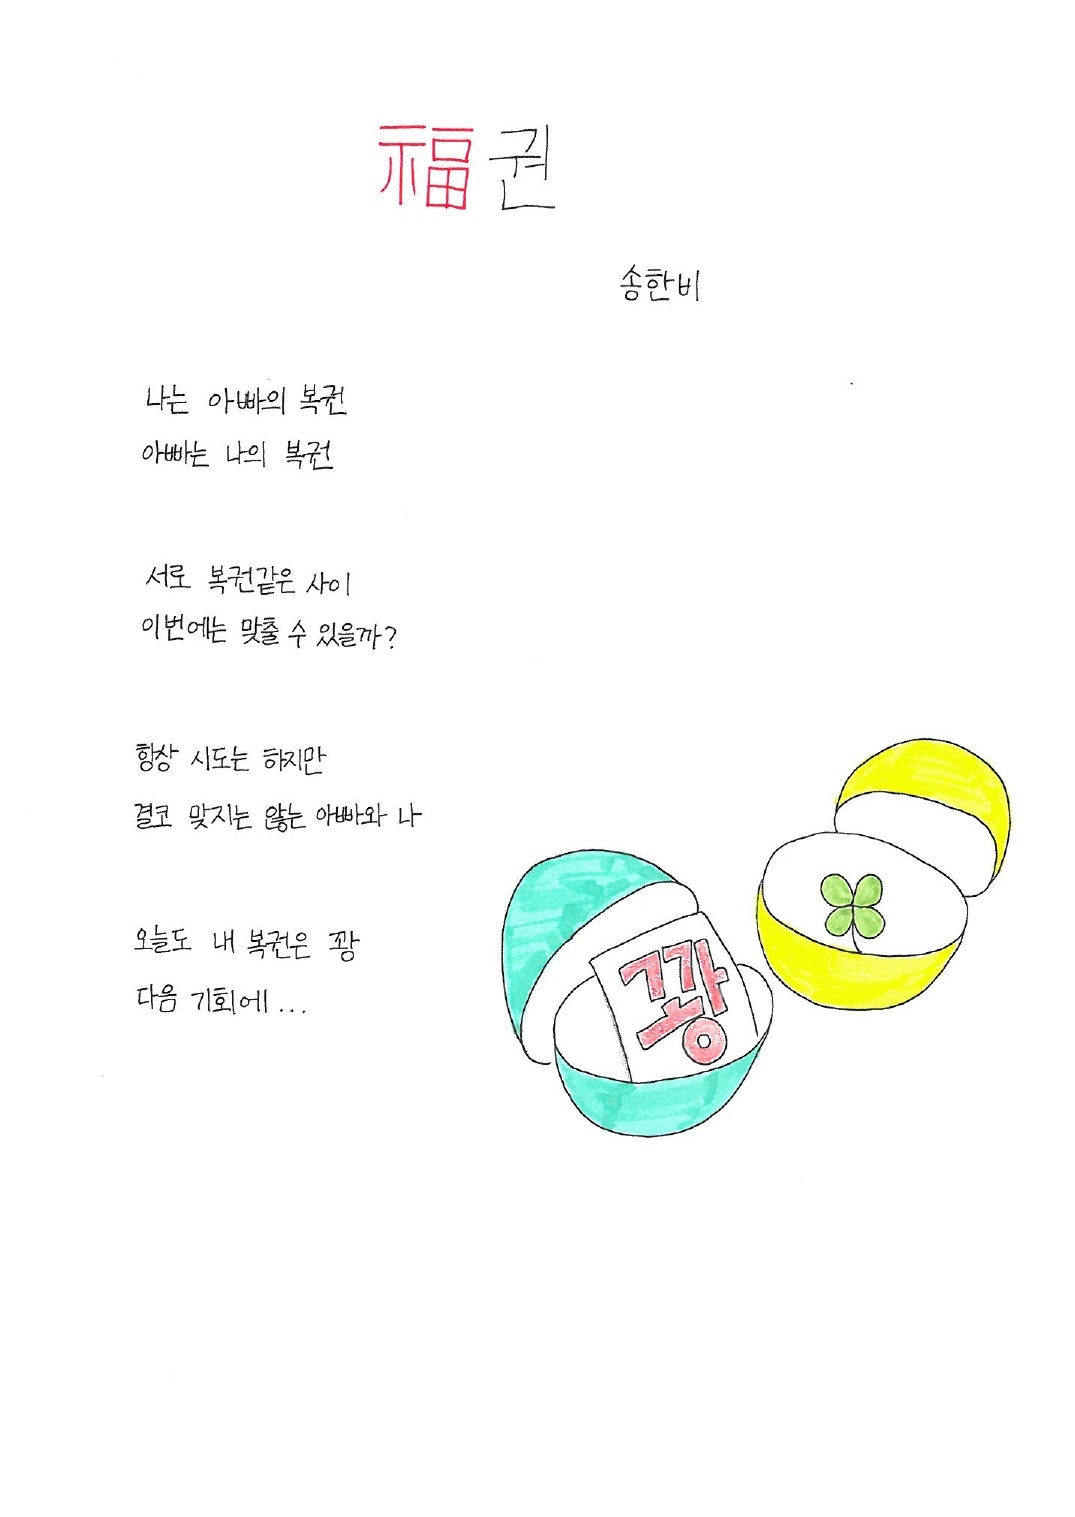 福권
송한비
나는 아빠의 복권
아빠는 나의 복권
서로 복권같은 사이
이번에는 맞출 수 있을까?
항상 시도는 하지만
결코 맞지는 않는 아빠와 나
오늘도 내 복권은 꽝
다음 기회에...
꽝